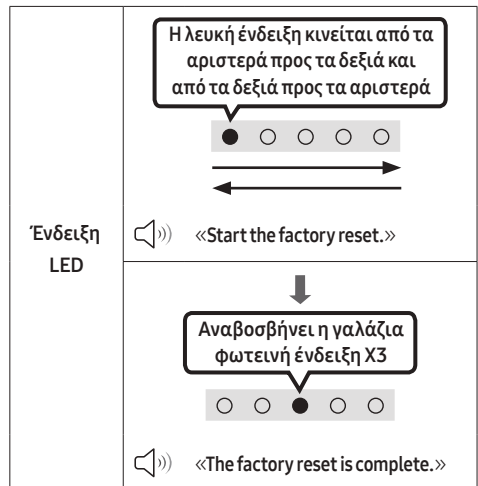 Η λευκή ένδειξη κινείται από τα
αριστερά προς τα δεξιά και
από τα δεξιά προς τα αριστερά
«Start the factory reset.»
Ένδειξη
LED
Αναβοσβήνει η γαλάζια
φωτεινή ένδειξη X3
«The factory reset is complete.»